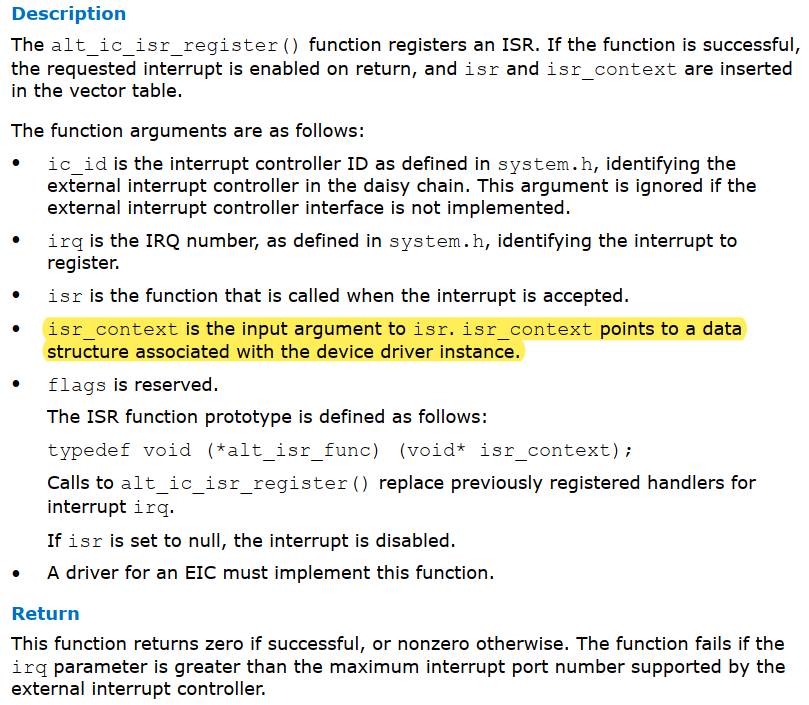 Description
The alt_ic_isr_register() function registers an ISR. If the function is successful,
the requested interrupt is enabled on return, and isr and isr_context are inserted
in the vector table.
The function arguments are as follows:
• ic_id is the interrupt controller ID as defined in system.h, identifying the
external interrupt controller in the daisy chain. This argument is ignored if the
external interrupt controller interface is not implemented.
• irq is the IRQ number, as defined in system.h, identifying the interrupt to
register.
• isr is the function that is called when the interrupt is accepted.
• isr_context is the input argument to isr. isr_context points to a data
structure associated with the device driver instance.
• flags is reserved.
The ISR function prototype is defined as follows:
typedef void (*alt_isr_func) (void* isr_context);
Calls to alt_ic_isr_register() replace previously registered handlers for
interrupt irq.
If isr is set to null, the interrupt is disabled.
• A driver for an EIC must implement this function.
Return
This function returns zero if successful, or nonzero otherwise. The function fails if the
irq parameter is greater than the maximum interrupt port number supported by the
external interrupt controller.